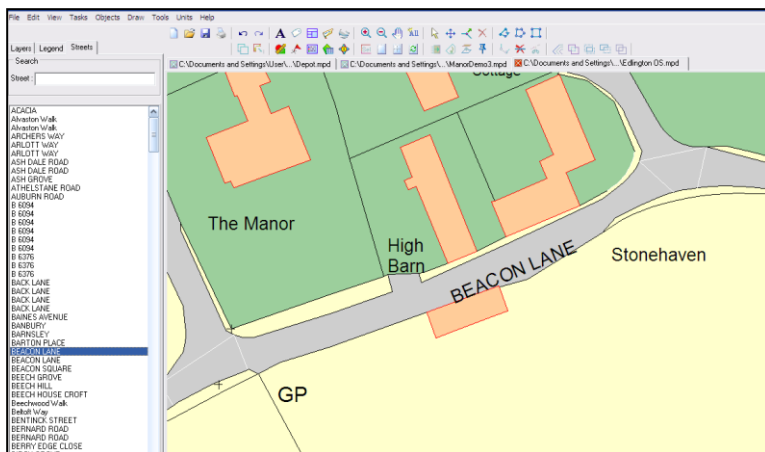 File Edit View Tasks Objects Draw Tools Units Help
Layers Legend Streets
Search
Street :
C:\Documents and Settings\User\...\Depot.mpd
C:\Documents and Settings\...\ManorDemo3.mpd
C:\Documents and Settings\...\Edington OS.mpd
ACACIA
Alvaston Walk
Alvaston Walk
ARCHERS WAY
ARLOTT WAY
ARLOTT WAY
ASH DALE ROAD
ASH DALE ROAD
ASH GROVE
ATHELSTANE ROAD
AUBURN ROAD
B 6094
B 6094
B 6094
B 6094
B 6094
B 6094
B 6376
B 6376
B 6376
BACK LANE
BACK LANE
BACK LANE
BACK LANE
BAINES AVENUE
BANBURY
BARNSLEY
BARTON PLACE
BEACON LANE
BEACON LANE
BEACON SQUARE
BEECH GROVE
BEECH HILL
BEECH HOUSE CROFT
Beechwood Walk
Beltoft Way
BENTINCK STREET
BERNARD ROAD
BERNARD ROAD
BERRY EDGE CLOSE
Cottage
The Manor
High
Barn
BEACON LANE
Stonehaven
GP